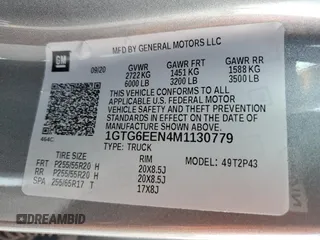 GM
MFD BY GENERAL MOTORS LLC
09/20 GVWR GAWR FRT GAWR RR
2722 KG 1451 KG 1588 KG
6000 LB 3200 LB 3500 LB
THIS VEHICLE CONFORMS TO ALL
APPLICABLE U.S. FEDERAL MOTOR
VEHICLE SAFETY AND THEFT PREVENTION
STANDARDS IN EFFECT ON THE DATE OF
MANUFACTURE SHOWN ABOVE.
1GTG6EEN4M1130779
TYPE: TRUCK MODEL: 49T2P43
464C
TIRE SIZE RIM
FRT P255/55R20 H 20X8.5J
RR P255/55R20 H 20X8.5J
SPA 255/65R17 T 17X8J
DREAMBID